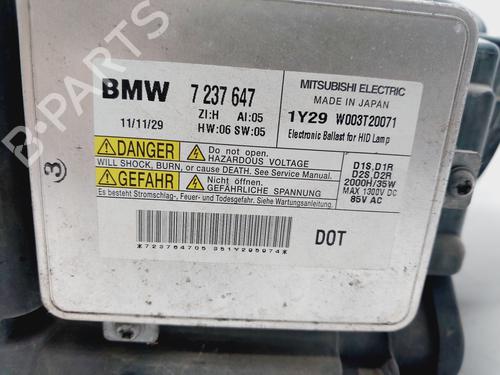 B-PARTS
BMW 7 237 647
MITSUBISHI ELECTRIC
MADE IN JAPAN
ZI:H AI:05
11/11/29 HW:06 SW:05
1Y29 W003T20071
Electronic Ballast for HID Lamp
DANGER Do not open.
HAZARDOUS VOLTAGE
WILL SHOCK, BURN, or cause DEATH. See Service Manual.
GEFAHR Nicht öffnen.
GEFÄHRLICHE SPANNUNG
Es besteht Stromschlag-, Feuer- und Todesgefahr. Siehe Wartungsanleitung.
D1S,D1R
D2S,D2R
2000H/35W
MAX 1300V DC
85V AC
*723764705 351Y295974*
DOT
3